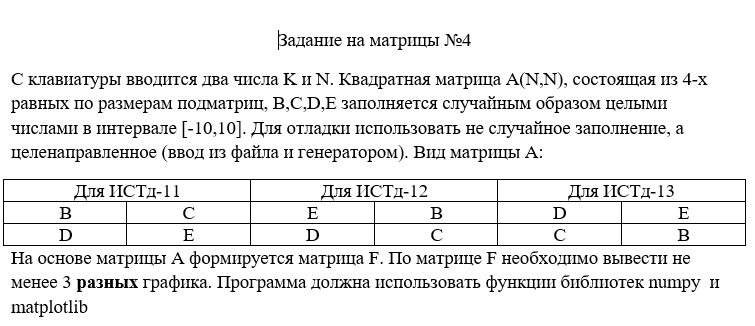 Задание на матрицы №4
С клавиатуры вводится два числа K и N. Квадратная матрица А(N,N), состоящая из 4-х
равных по размерам подматриц, B,C,D,E заполняется случайным образом целыми
числами в интервале [-10,10]. Для отладки использовать не случайное заполнение, а
целенаправленное (ввод из файла и генератором). Вид матрицы А:
Для ИСТд-11 Для ИСТд-12 Для ИСТд-13
B C E B D E
D E D C C B
На основе матрицы А формируется матрица F. По матрице F необходимо вывести не
менее 3 разных графика. Программа должна использовать функции библиотек numpy и
matplotlib